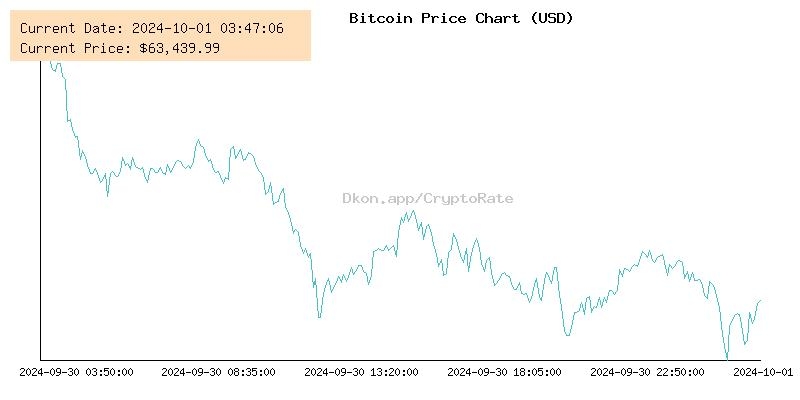 Bitcoin Price Chart (USD)
Current Date: 2024-10-01 03:47:06
Current Price: $63,439.99
Dkon.app/CryptoRate
2024-09-30 03:50:00 2024-09-30 08:35:00 2024-09-30 13:20:00 2024-09-30 18:05:00 2024-09-30 22:50:00 2024-10-01